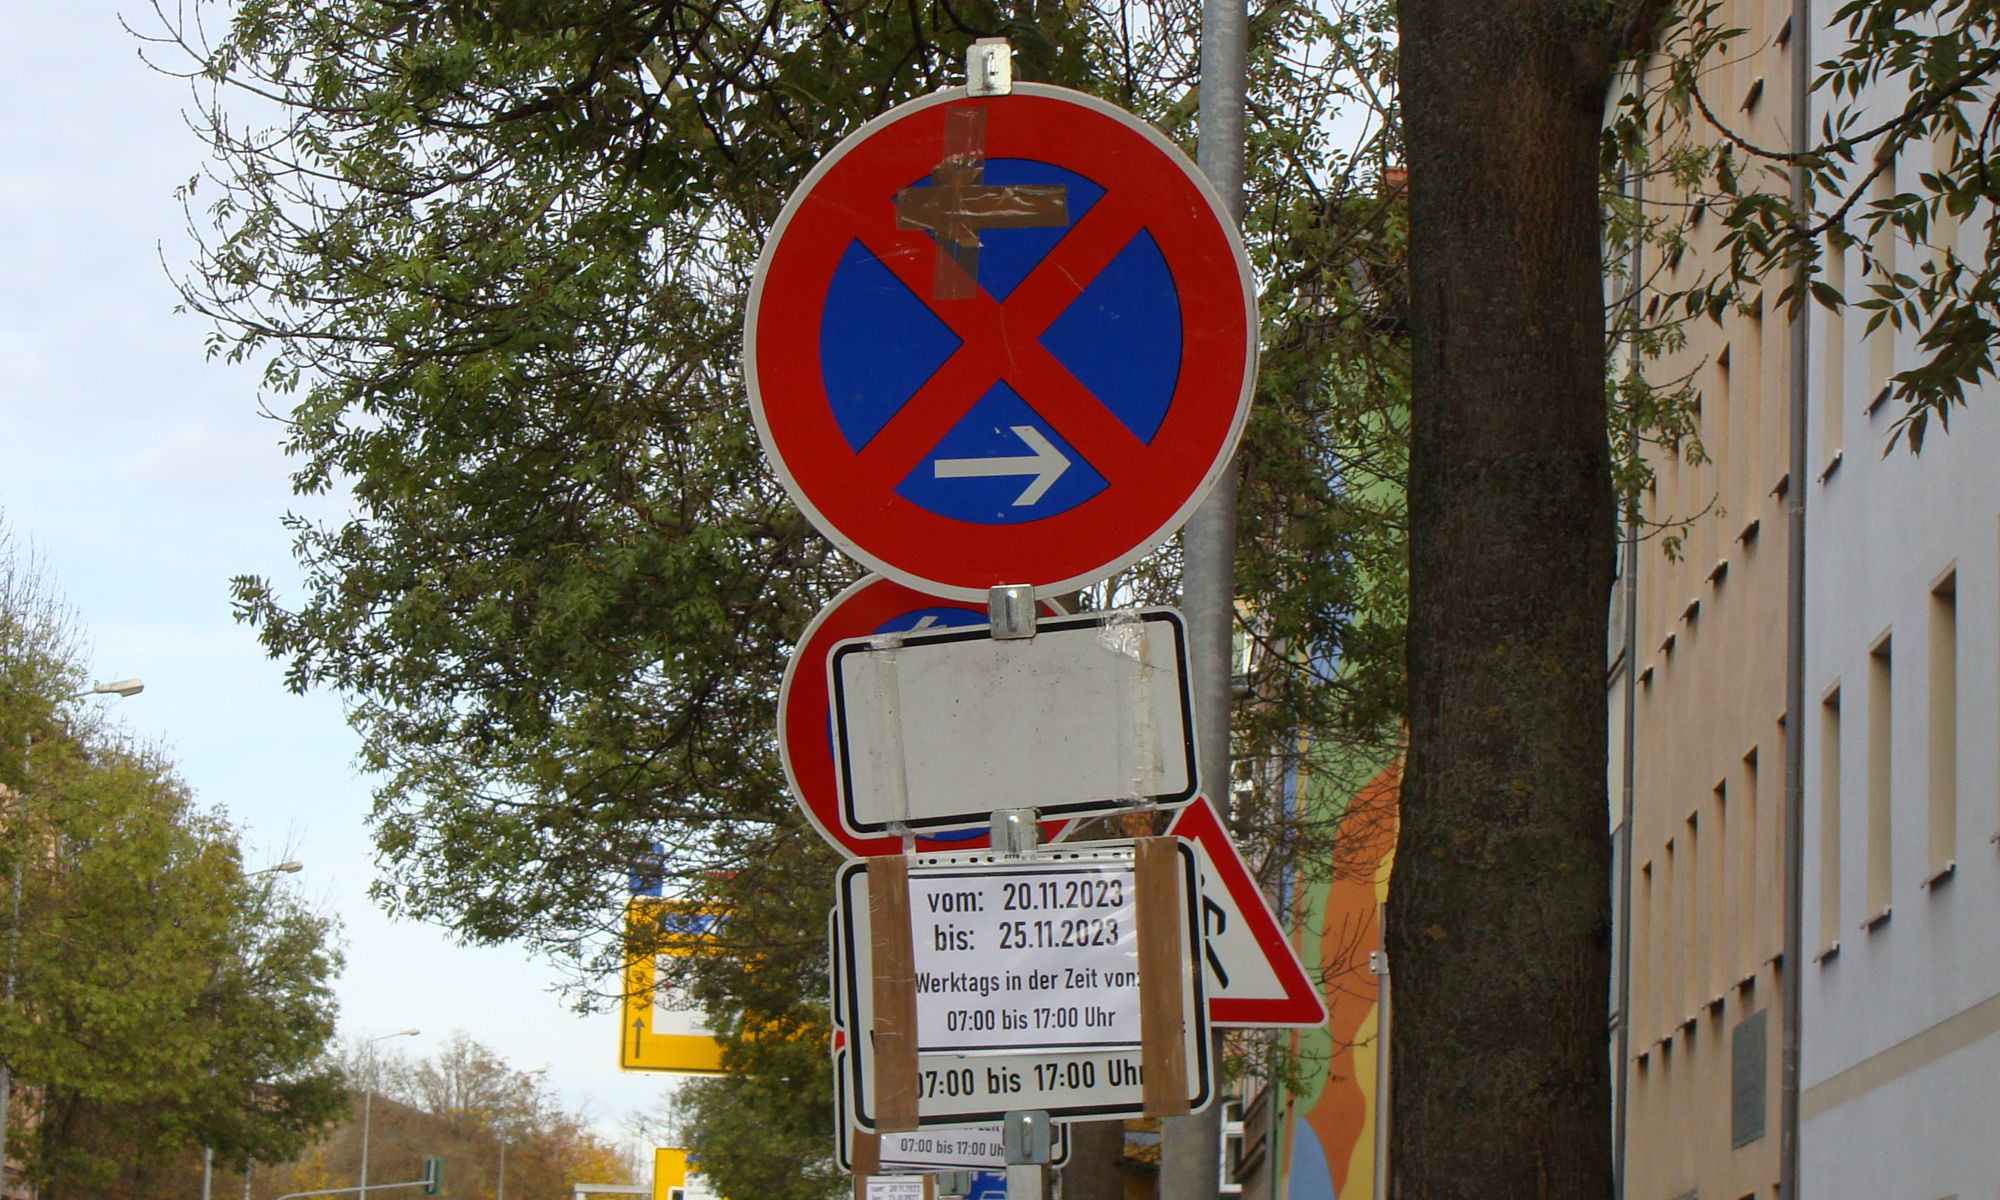 vom: 20.11.2023
bis: 25.11.2023
Werktags in der Zeit von:
07:00 bis 17:00 Uhr
07:00 bis 17:00 Uhr
07:00 bis 17:00 Uhr